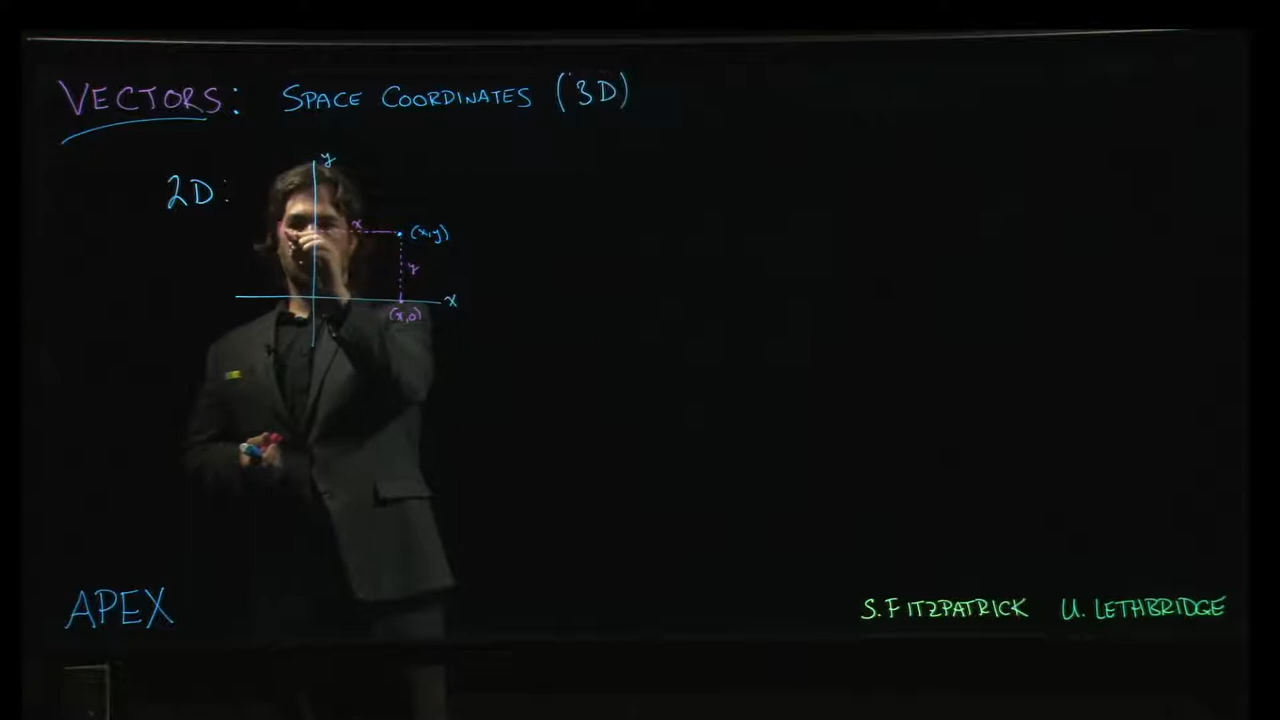 VECTORS: SPACE COORDINATES (3D)
2D:
y
x
(x,y)
y
x
(x,0)
APEX
S. FITZPATRICK U. LETHBRIDGE